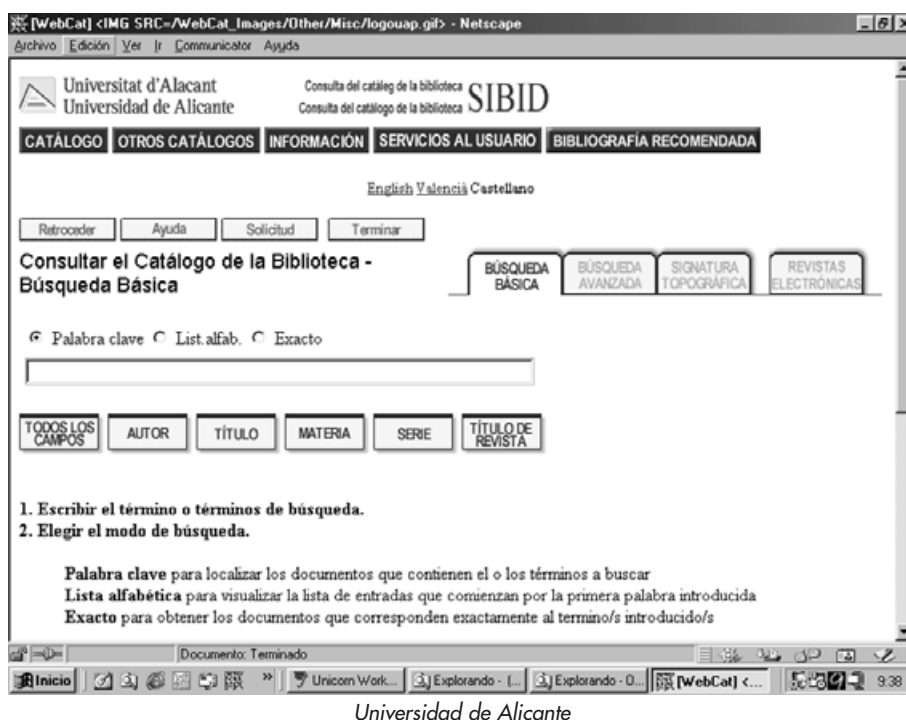 [WebCat] <IMG SRC=/WebCat_Images/Other/Misc/logouap.gif> - Netscape
Archivo Edición Ver Ir Communicator Ayuda
Universitat d'Alacant
Universidad de Alicante
Consulta del catàleg de la biblioteca
Consulta del catálogo de la biblioteca
SIBID
CATÁLOGO OTROS CATÁLOGOS INFORMACIÓN SERVICIOS AL USUARIO BIBLIOGRAFÍA RECOMENDADA
English Valencià Castellano
Retroceder Ayuda Solicitud Terminar
Consultar el Catálogo de la Biblioteca -
Búsqueda Básica
BÚSQUEDA BÁSICA
BÚSQUEDA AVANZADA
SIGNATURA TOPOGRÁFICA
REVISTAS ELECTRÓNICAS
Palabra clave List.alfab. Exacto
TODOS LOS CAMPOS AUTOR TÍTULO MATERIA SERIE TÍTULO DE REVISTA
1. Escribir el término o términos de búsqueda.
2. Elegir el modo de búsqueda.
Palabra clave para localizar los documentos que contienen el o los términos a buscar
Lista alfabética para visualizar la lista de entradas que comienzan por la primera palabra introducida
Exacto para obtener los documentos que corresponden exactamente al termino/s introducido/s
Documento: Terminado
Inicio » Unicorn Work... Explorando - (... Explorando - 0... [WebCat] <... 9:38
Universidad de Alicante